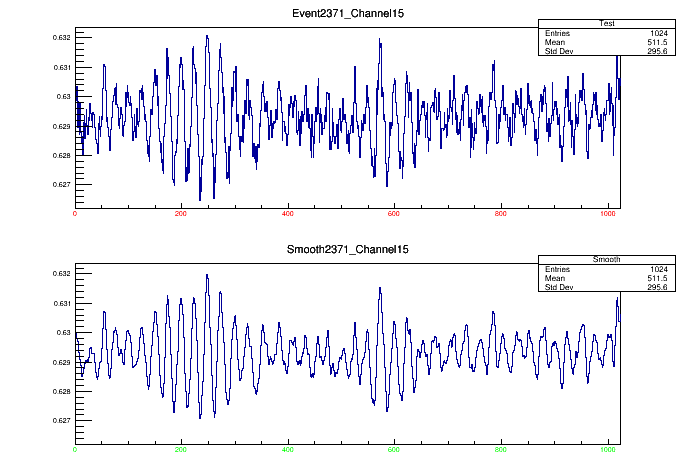 Event2371_Channel15
Test
Entries 1024
Mean 511.5
Std Dev 295.6
0.632
0.631
0.63
0.629
0.628
0.627
0 200 400 600 800 1000
Smooth2371_Channel15
Smooth
Entries 1024
Mean 511.5
Std Dev 295.6
0.632
0.631
0.63
0.629
0.628
0.627
0 200 400 600 800 1000